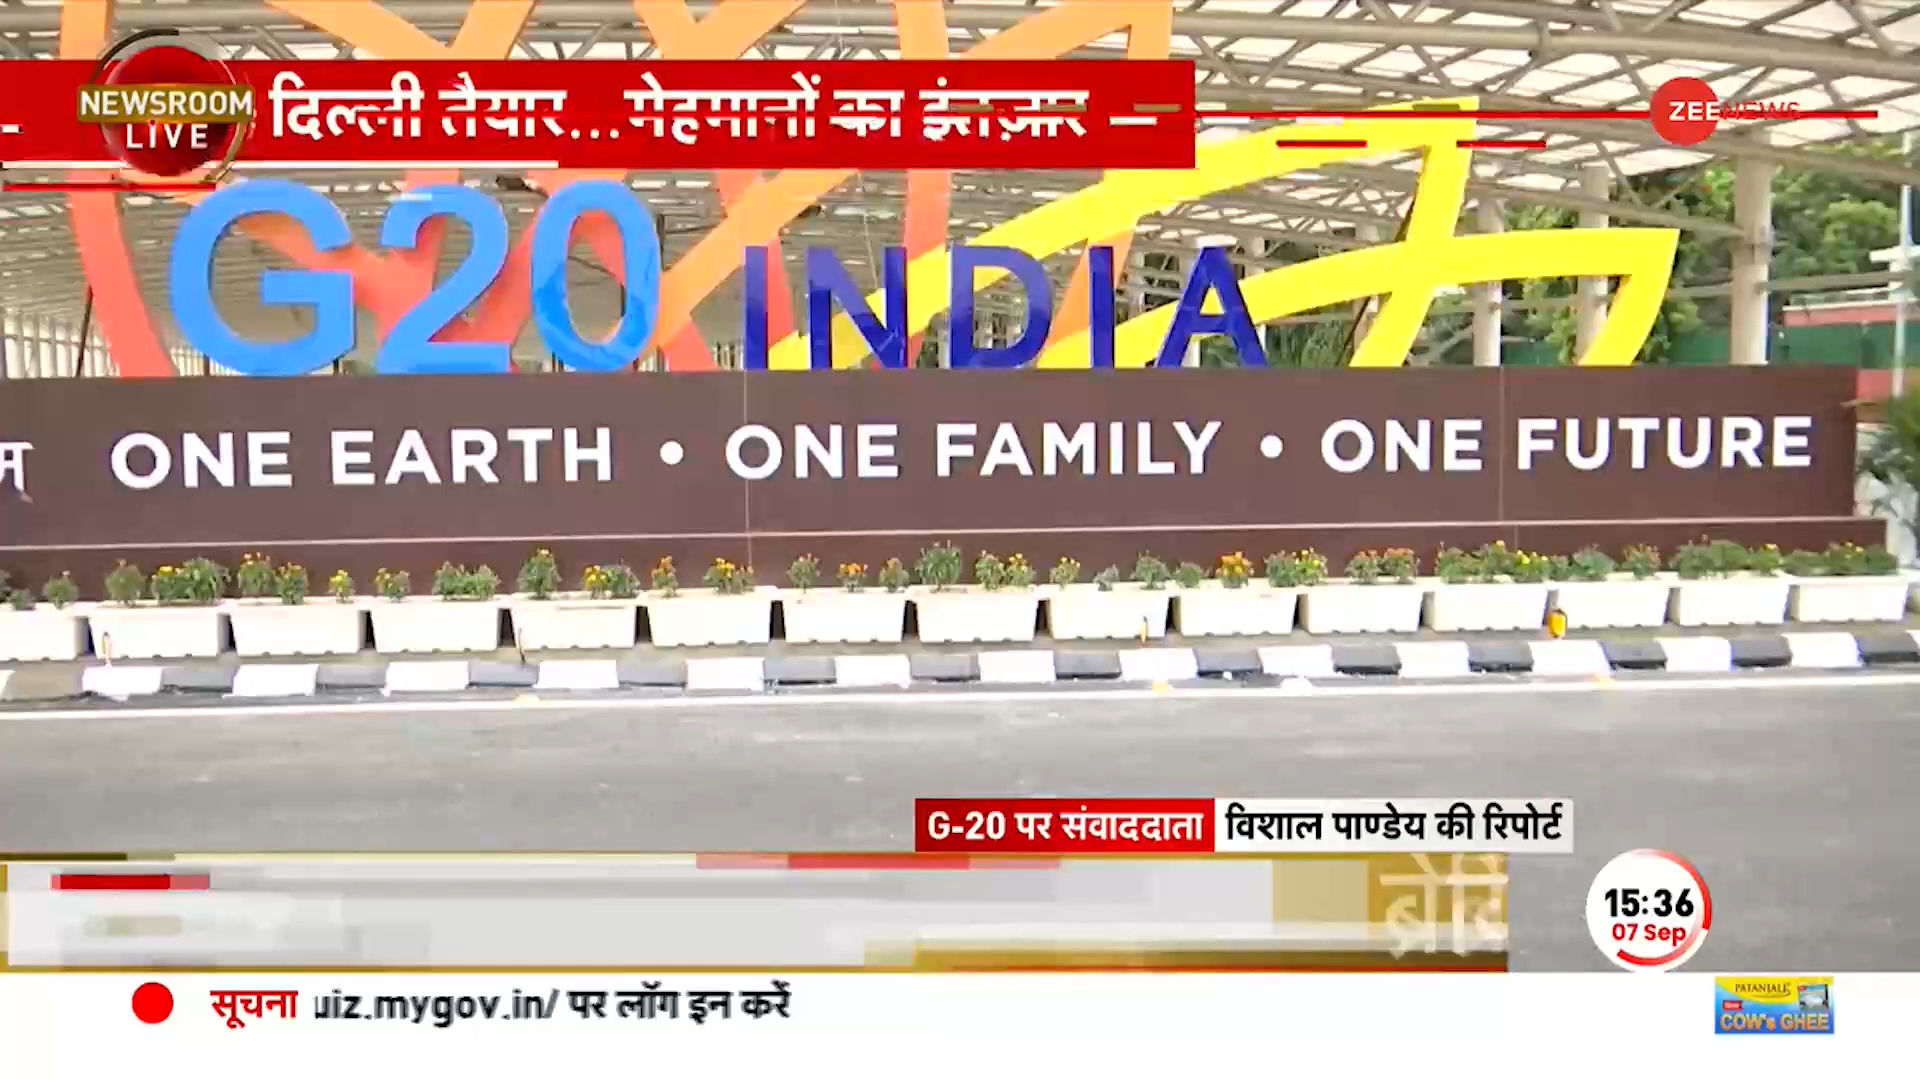 NEWSROOM
LIVE
दिल्ली तैयार...मेहमानों का इंतज़ार
ZEE NEWS
G20 INDIA
ONE EARTH • ONE FAMILY • ONE FUTURE
G-20 पर संवाददाता विशाल पाण्डेय की रिपोर्ट
15:36
07 Sep
सूचना uiz.mygov.in/ पर लॉग इन करें
PATANJALI
COW's GHEE